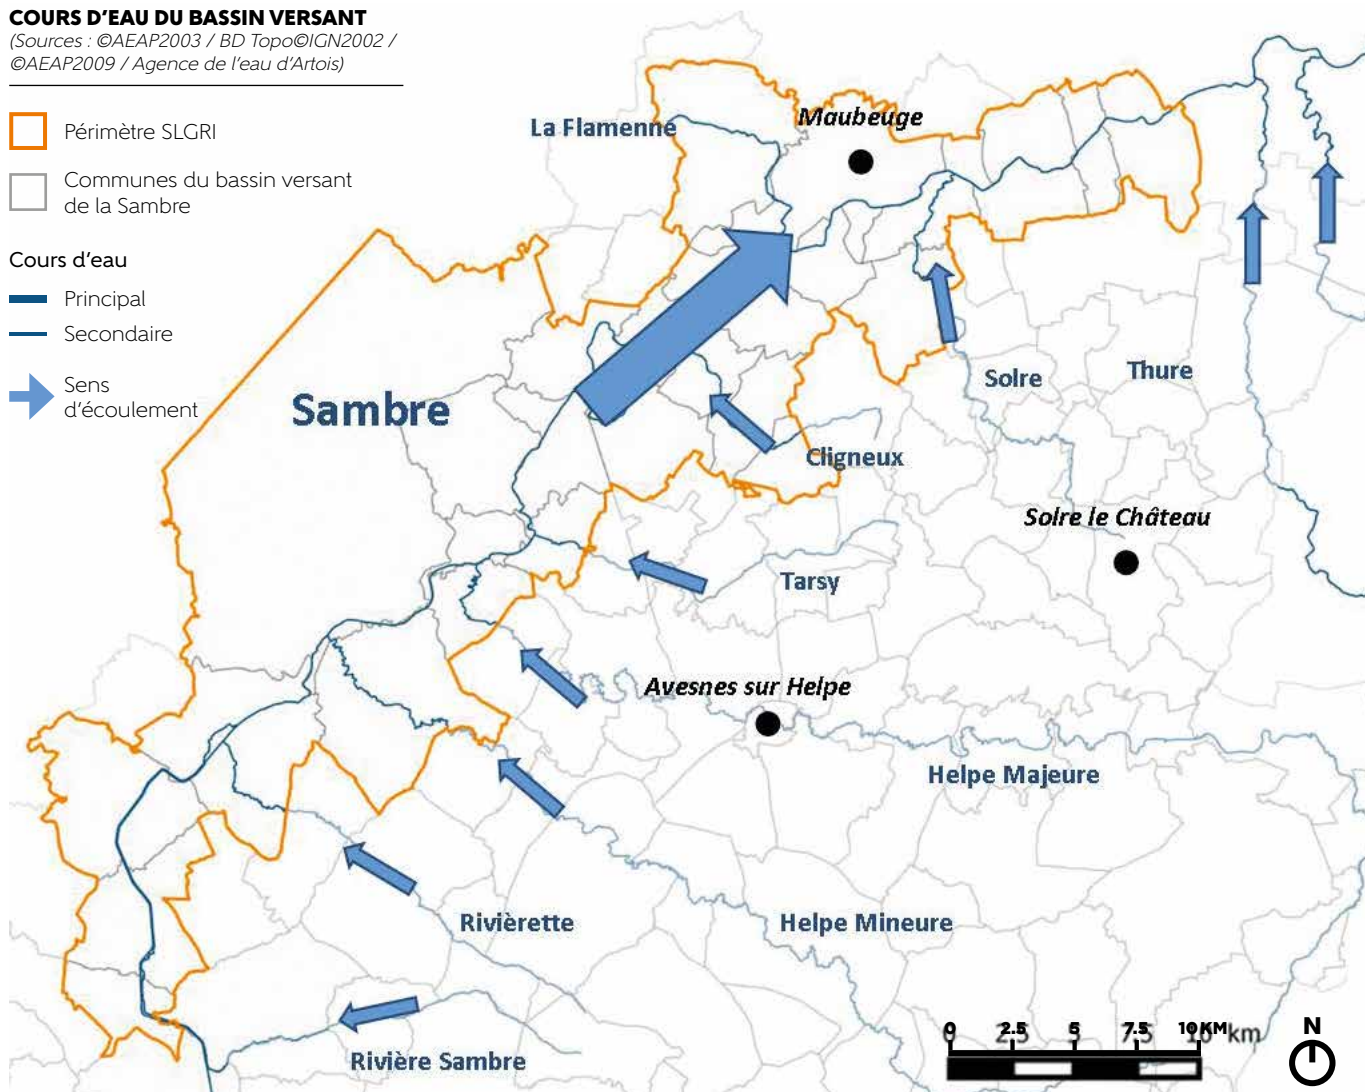 COURS D'EAU DU BASSIN VERSANT
(Sources : ©AEAP2003 / BD Topo©IGN2002 /
©AEAP2009 / Agence de l'eau d'Artois)
Périmètre SLGRI
Communes du bassin versant
de la Sambre
Cours d'eau
Principal
Secondaire
Sens
d'écoulement
La Flamenne
Maubeuge
Sambre
Solre
Thure
Cligneux
Solre le Château
Tarsy
Avesnes sur Helpe
Helpe Majeure
Rivièrette
Helpe Mineure
Rivière Sambre
0 2.5 5 7.5 10 KM
km
N